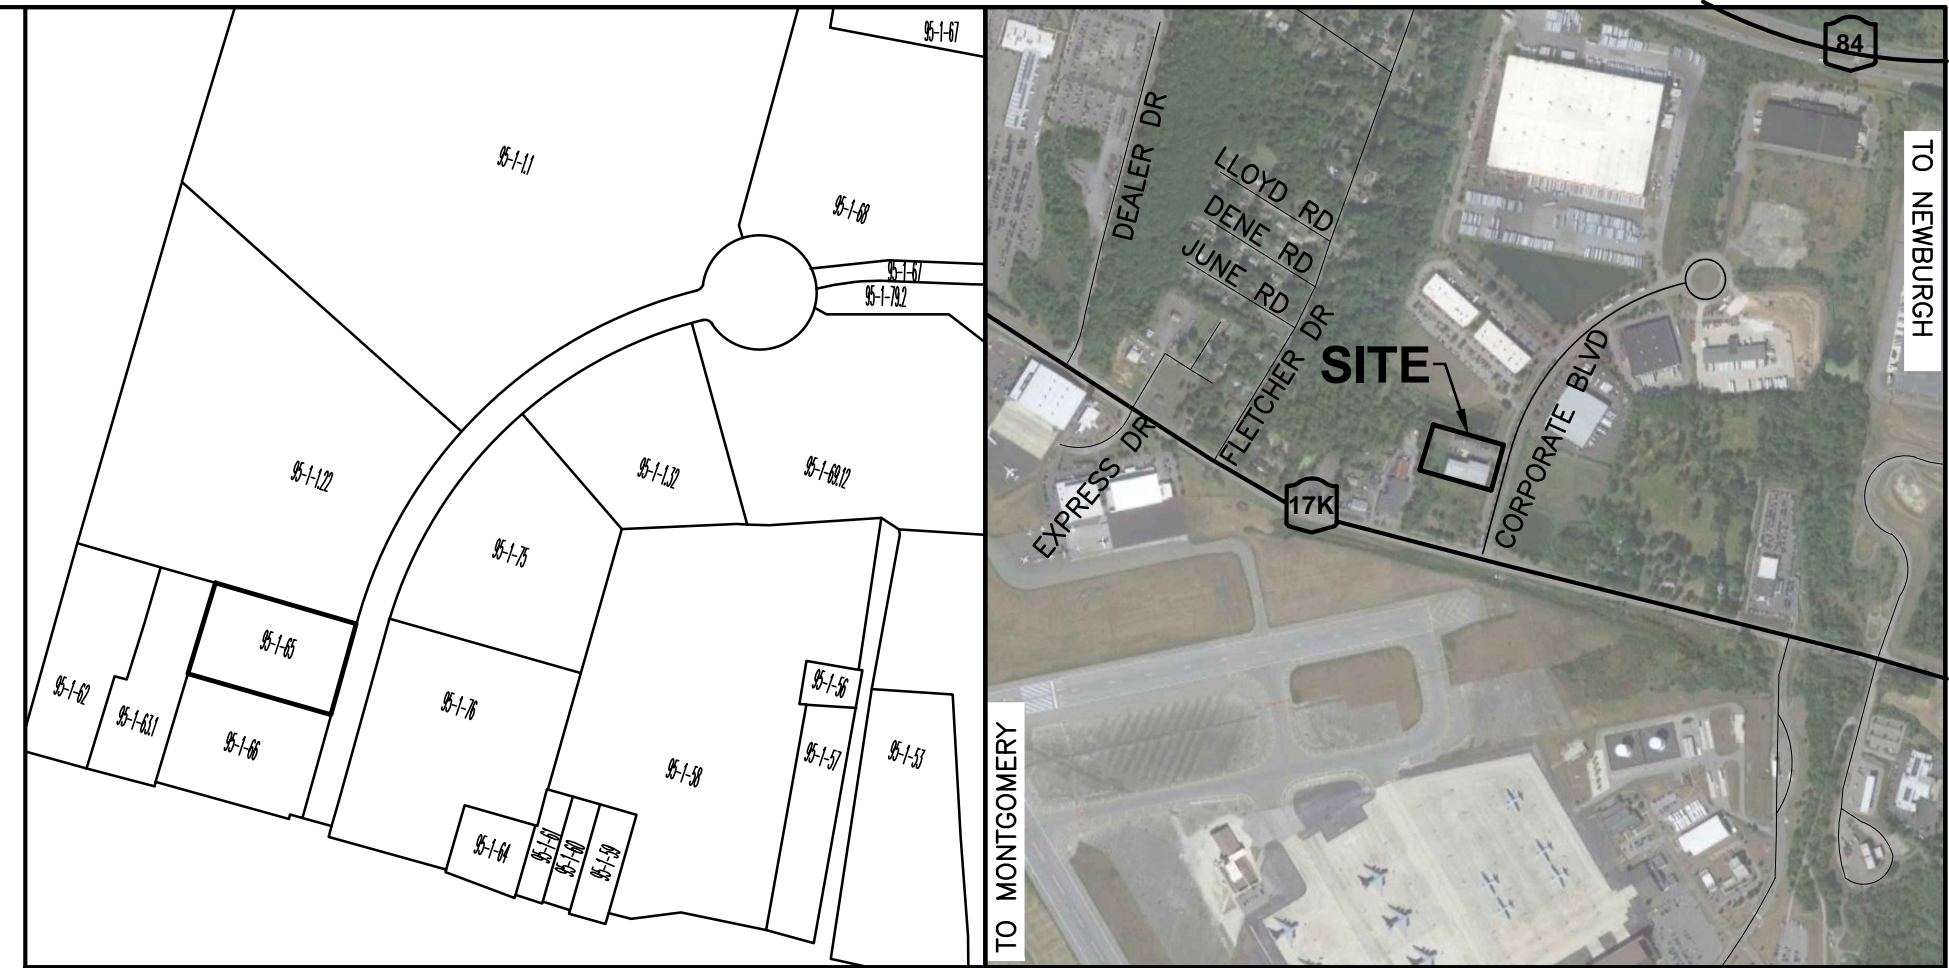 95-1-67
95-1-1.1
95-1-68
95-1-67
95-1-79.2
95-1-1.22
95-1-1.32
95-1-69.12
95-1-75
95-1-65
95-1-62
95-1-63.1
95-1-66
95-1-76
95-1-56
95-1-57
95-1-53
95-1-58
95-1-64
95-1-61
95-1-60
95-1-59
84
TO NEWBURGH
DEALER DR
LLOYD RD
DENE RD
JUNE RD
FLETCHER DR
SITE
CORPORATE BLVD
EXPRESS DR
17K
TO MONTGOMERY